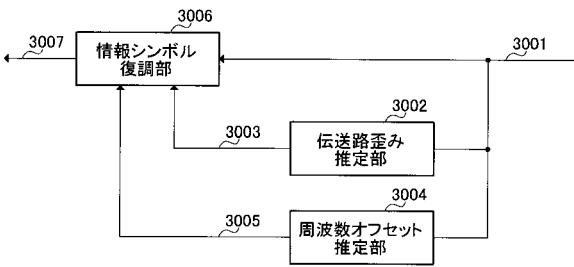 3006
3007
情報シンボル
復調部
3001
3002
3003
伝送路歪み
推定部
3004
3005
周波数オフセット
推定部